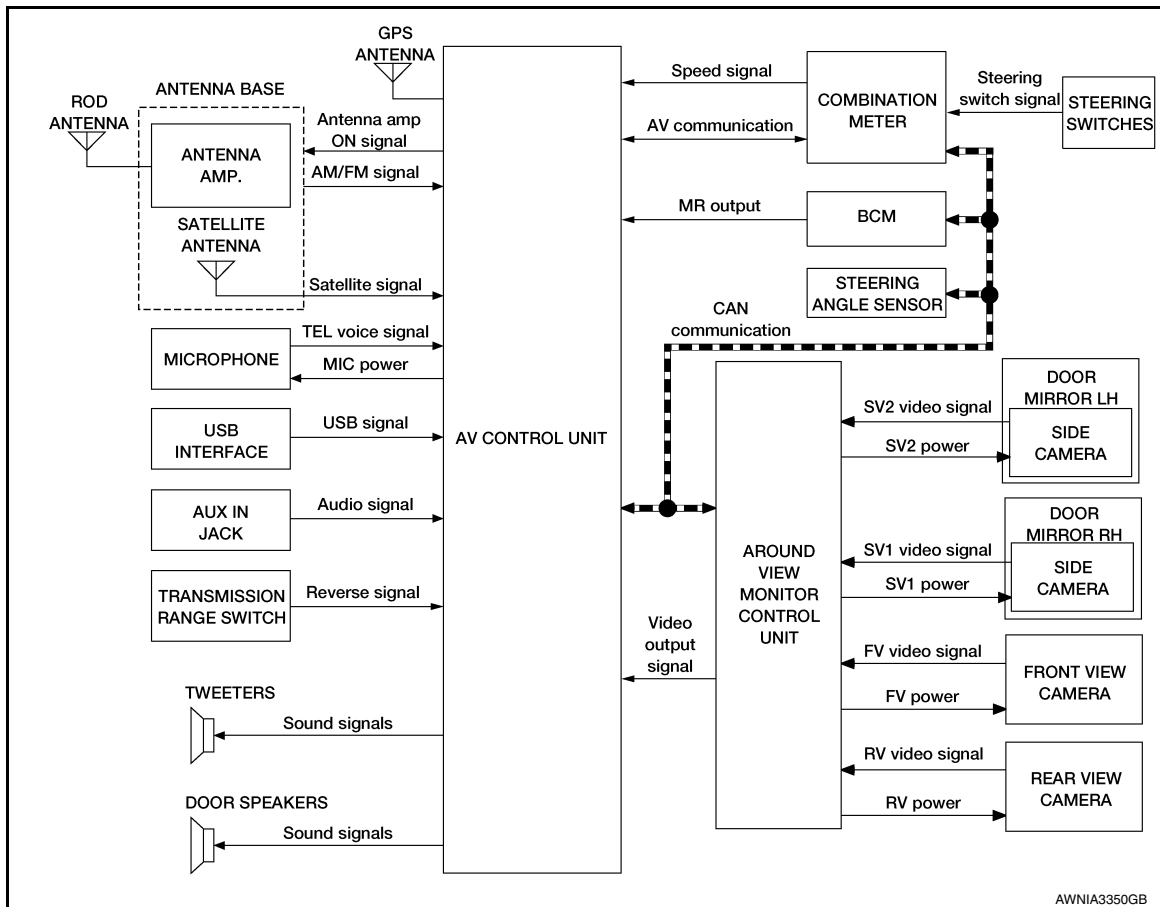 GPS
ANTENNA
ANTENNA BASE
ROD
ANTENNA
ANTENNA
AMP.
Antenna amp
ON signal
AM/FM signal
SATELLITE
ANTENNA
Satellite signal
MICROPHONE
TEL voice signal
MIC power
USB
INTERFACE
USB signal
AUX IN
JACK
Audio signal
TRANSMISSION
RANGE SWITCH
Reverse signal
TWEETERS
Sound signals
DOOR SPEAKERS
Sound signals
AV CONTROL UNIT
Speed signal
AV communication
MR output
COMBINATION
METER
Steering
switch signal
STEERING
SWITCHES
BCM
STEERING
ANGLE SENSOR
CAN
communication
AROUND
VIEW
MONITOR
CONTROL
UNIT
Video
output
signal
SV2 video signal
SV2 power
DOOR
MIRROR LH
SIDE
CAMERA
SV1 video signal
SV1 power
DOOR
MIRROR RH
SIDE
CAMERA
FV video signal
FV power
FRONT VIEW
CAMERA
RV video signal
RV power
REAR VIEW
CAMERA
AWNIA3350GB